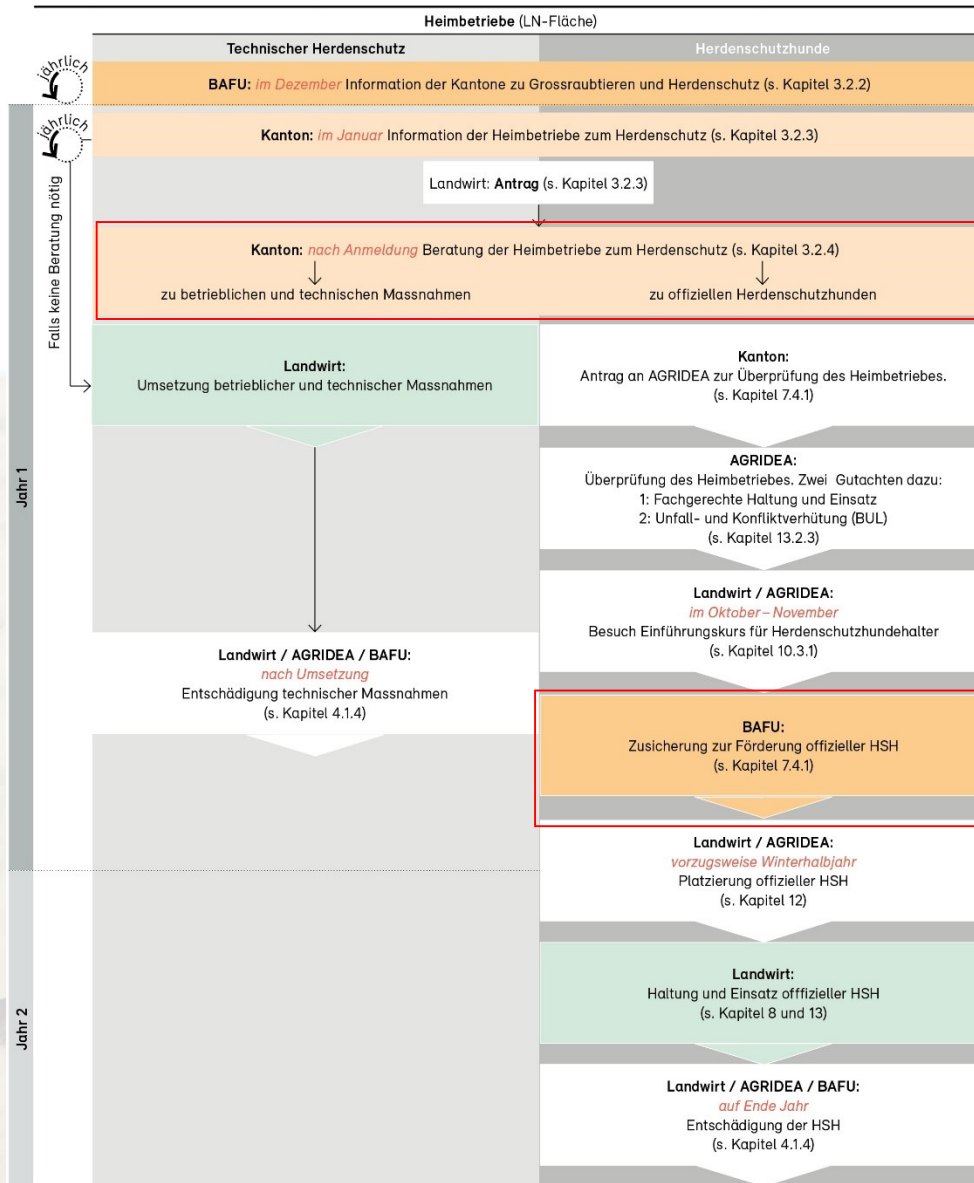 Heimbetriebe (LN-Fläche)
Technischer Herdenschutz
Herdenschutzhunde
jährlich
BAFU: im Dezember Information der Kantone zu Grossraubtieren und Herdenschutz (s. Kapitel 3.2.2)
jährlich
Kanton: im Januar Information der Heimbetriebe zum Herdenschutz (s. Kapitel 3.2.3)
Landwirt: Antrag (s. Kapitel 3.2.3)
Falls keine Beratung nötig
Kanton: nach Anmeldung Beratung der Heimbetriebe zum Herdenschutz (s. Kapitel 3.2.4)
zu betrieblichen und technischen Massnahmen
zu offiziellen Herdenschutzhunden
Landwirt:
Umsetzung betrieblicher und technischer Massnahmen
Kanton:
Antrag an AGRIDEA zur Überprüfung des Heimbetriebes.
(s. Kapitel 7.4.1)
Jahr 1
AGRIDEA:
Überprüfung des Heimbetriebes. Zwei Gutachten dazu:
1: Fachgerechte Haltung und Einsatz
2: Unfall- und Konfliktverhütung (BUL)
(s. Kapitel 13.2.3)
Landwirt / AGRIDEA:
im Oktober – November
Besuch Einführungskurs für Herdenschutzhundehalter
(s. Kapitel 10.3.1)
Landwirt / AGRIDEA / BAFU:
nach Umsetzung
Entschädigung technischer Massnahmen
(s. Kapitel 4.1.4)
BAFU:
Zusicherung zur Förderung offizieller HSH
(s. Kapitel 7.4.1)
Landwirt / AGRIDEA:
vorzugsweise Winterhalbjahr
Platzierung offizieller HSH
(s. Kapitel 12)
Jahr 2
Landwirt:
Haltung und Einsatz offfizieller HSH
(s. Kapitel 8 und 13)
Landwirt / AGRIDEA / BAFU:
auf Ende Jahr
Entschädigung der HSH
(s. Kapitel 4.1.4)